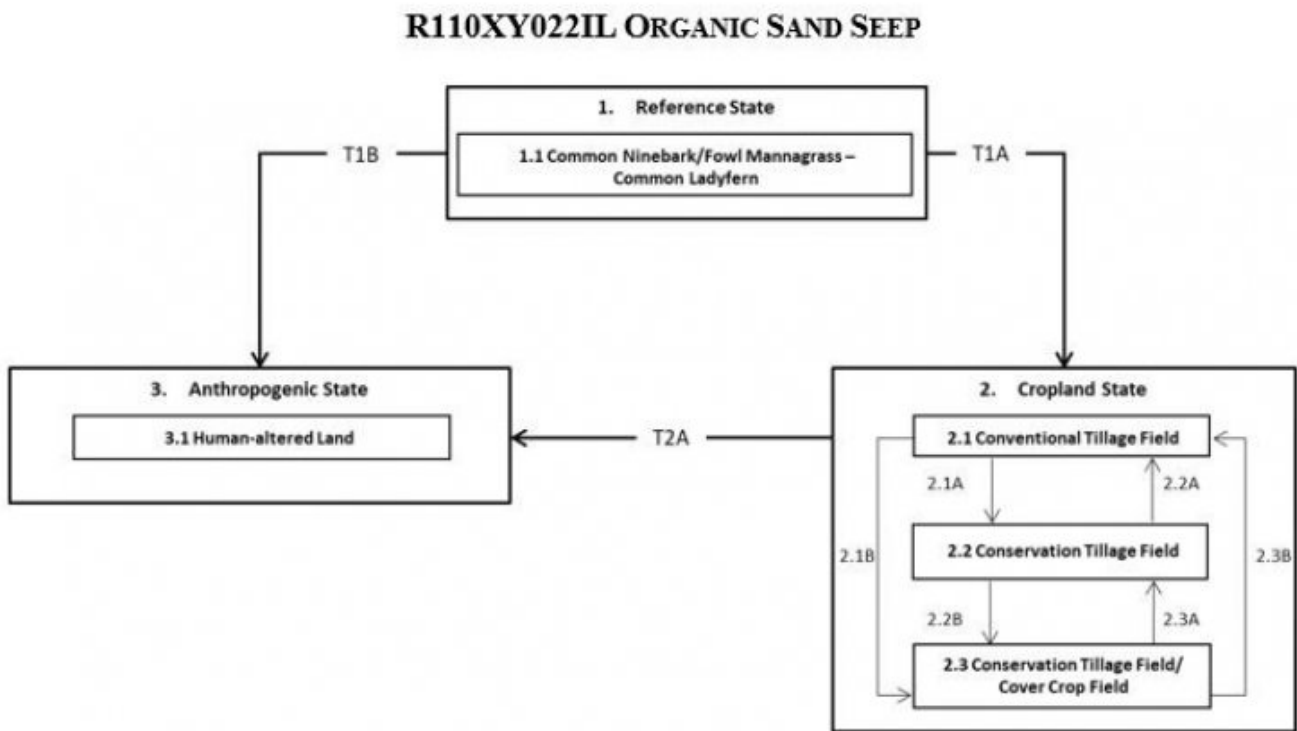 R110XY022IL ORGANIC SAND SEEP
1. Reference State
1.1 Common Ninebark/Fowl Mannagrass –
Common Ladyfern
T1B
T1A
3. Anthropogenic State
3.1 Human-altered Land
T2A
2. Cropland State
2.1 Conventional Tillage Field
2.1A
2.2A
2.2 Conservation Tillage Field
2.1B
2.3B
2.2B
2.3A
2.3 Conservation Tillage Field/
Cover Crop Field